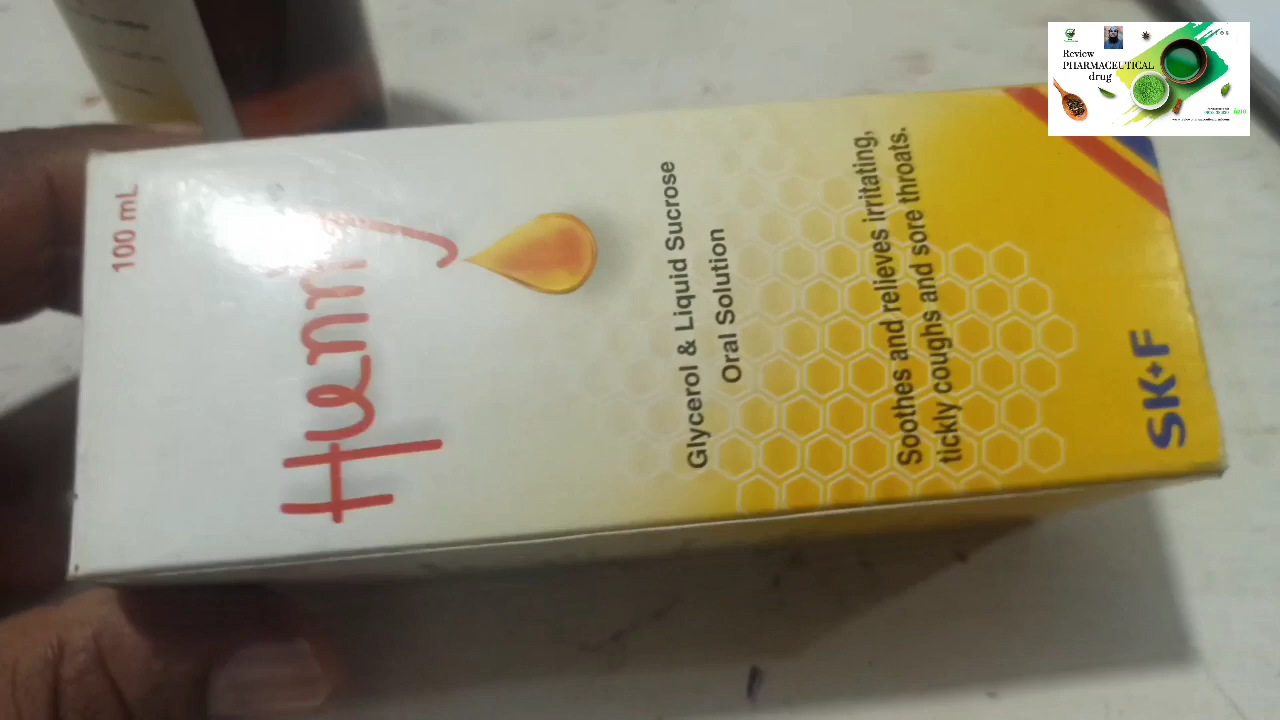 100 mL
Glycerol & Liquid Sucrose
Oral Solution
Soothes and relieves irritating,
tickly coughs and sore throats.
SK+F
Review
PHARMACEUTICAL
drug